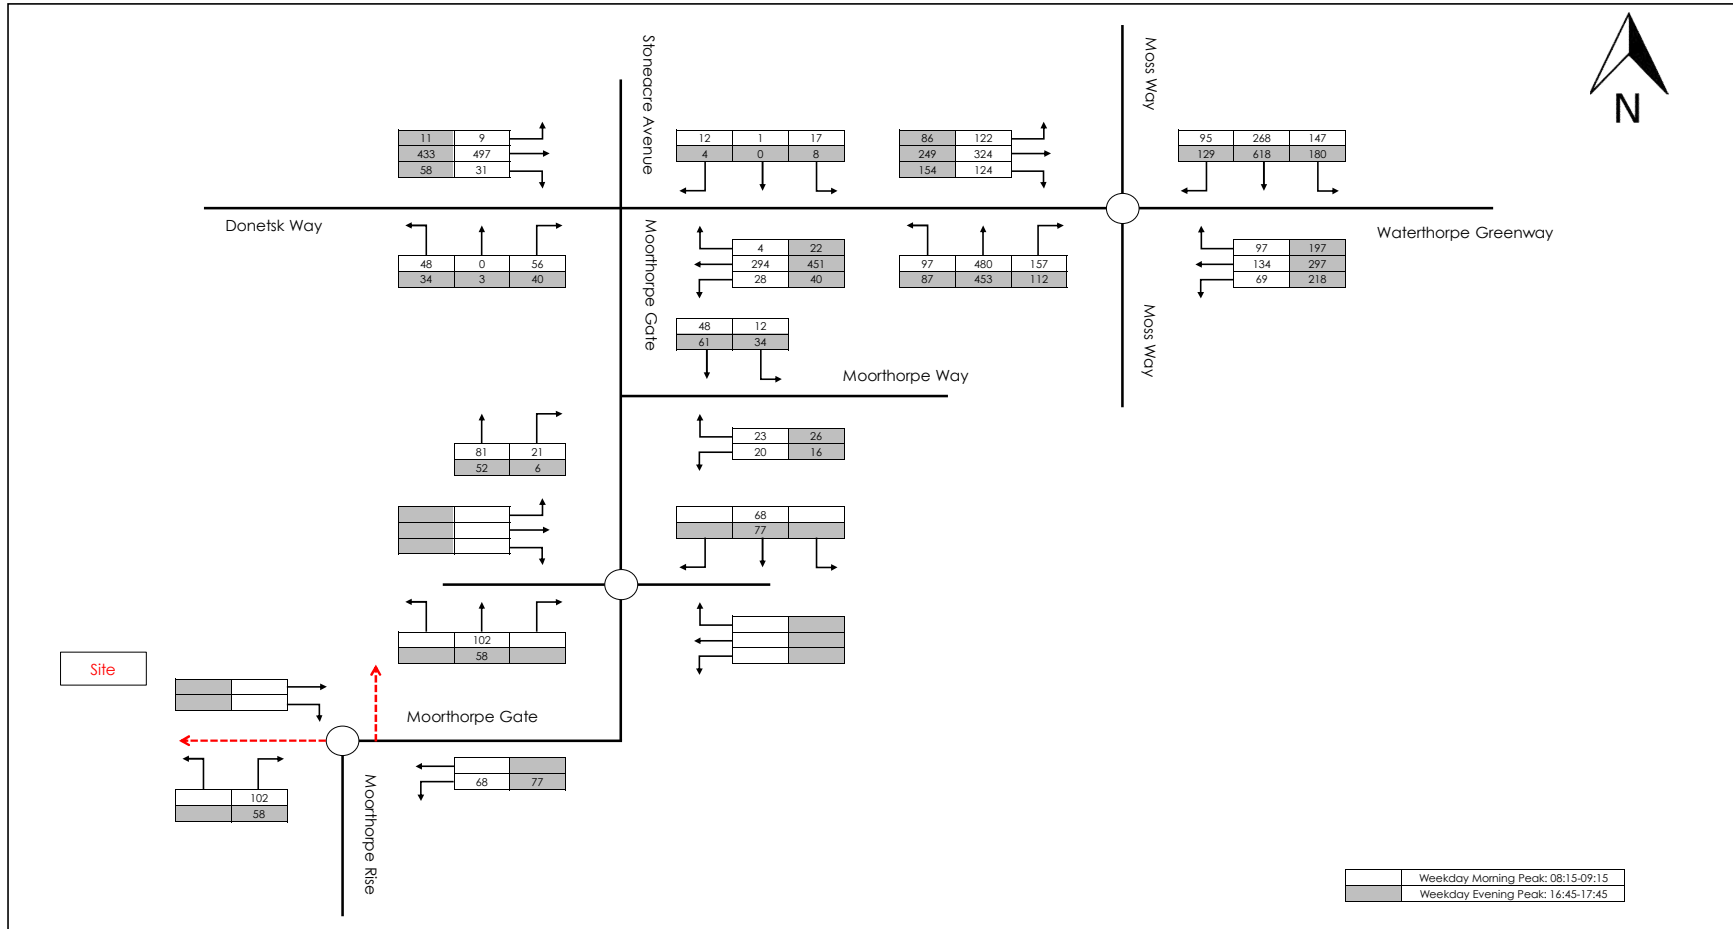 N
Stoneacre Avenue
Moss Way
11 9
433 497
58 31
12 1 17
4 0 8
86 122
249 324
154 124
95 268 147
129 618 180
Donetsk Way
Moorthorpe Gate
Waterthorpe Greenway
48 0 56
34 3 40
4 22
294 451
28 40
97 480 157
87 453 112
97 197
134 297
69 218
Moss Way
48 12
61 34
Moorthorpe Way
81 21
52 6
23 26
20 16
68
77
102
58
Site
Moorthorpe Gate
68 77
102
58
Moorthorpe Rise
Weekday Morning Peak: 08:15-09:15
Weekday Evening Peak: 16:45-17:45